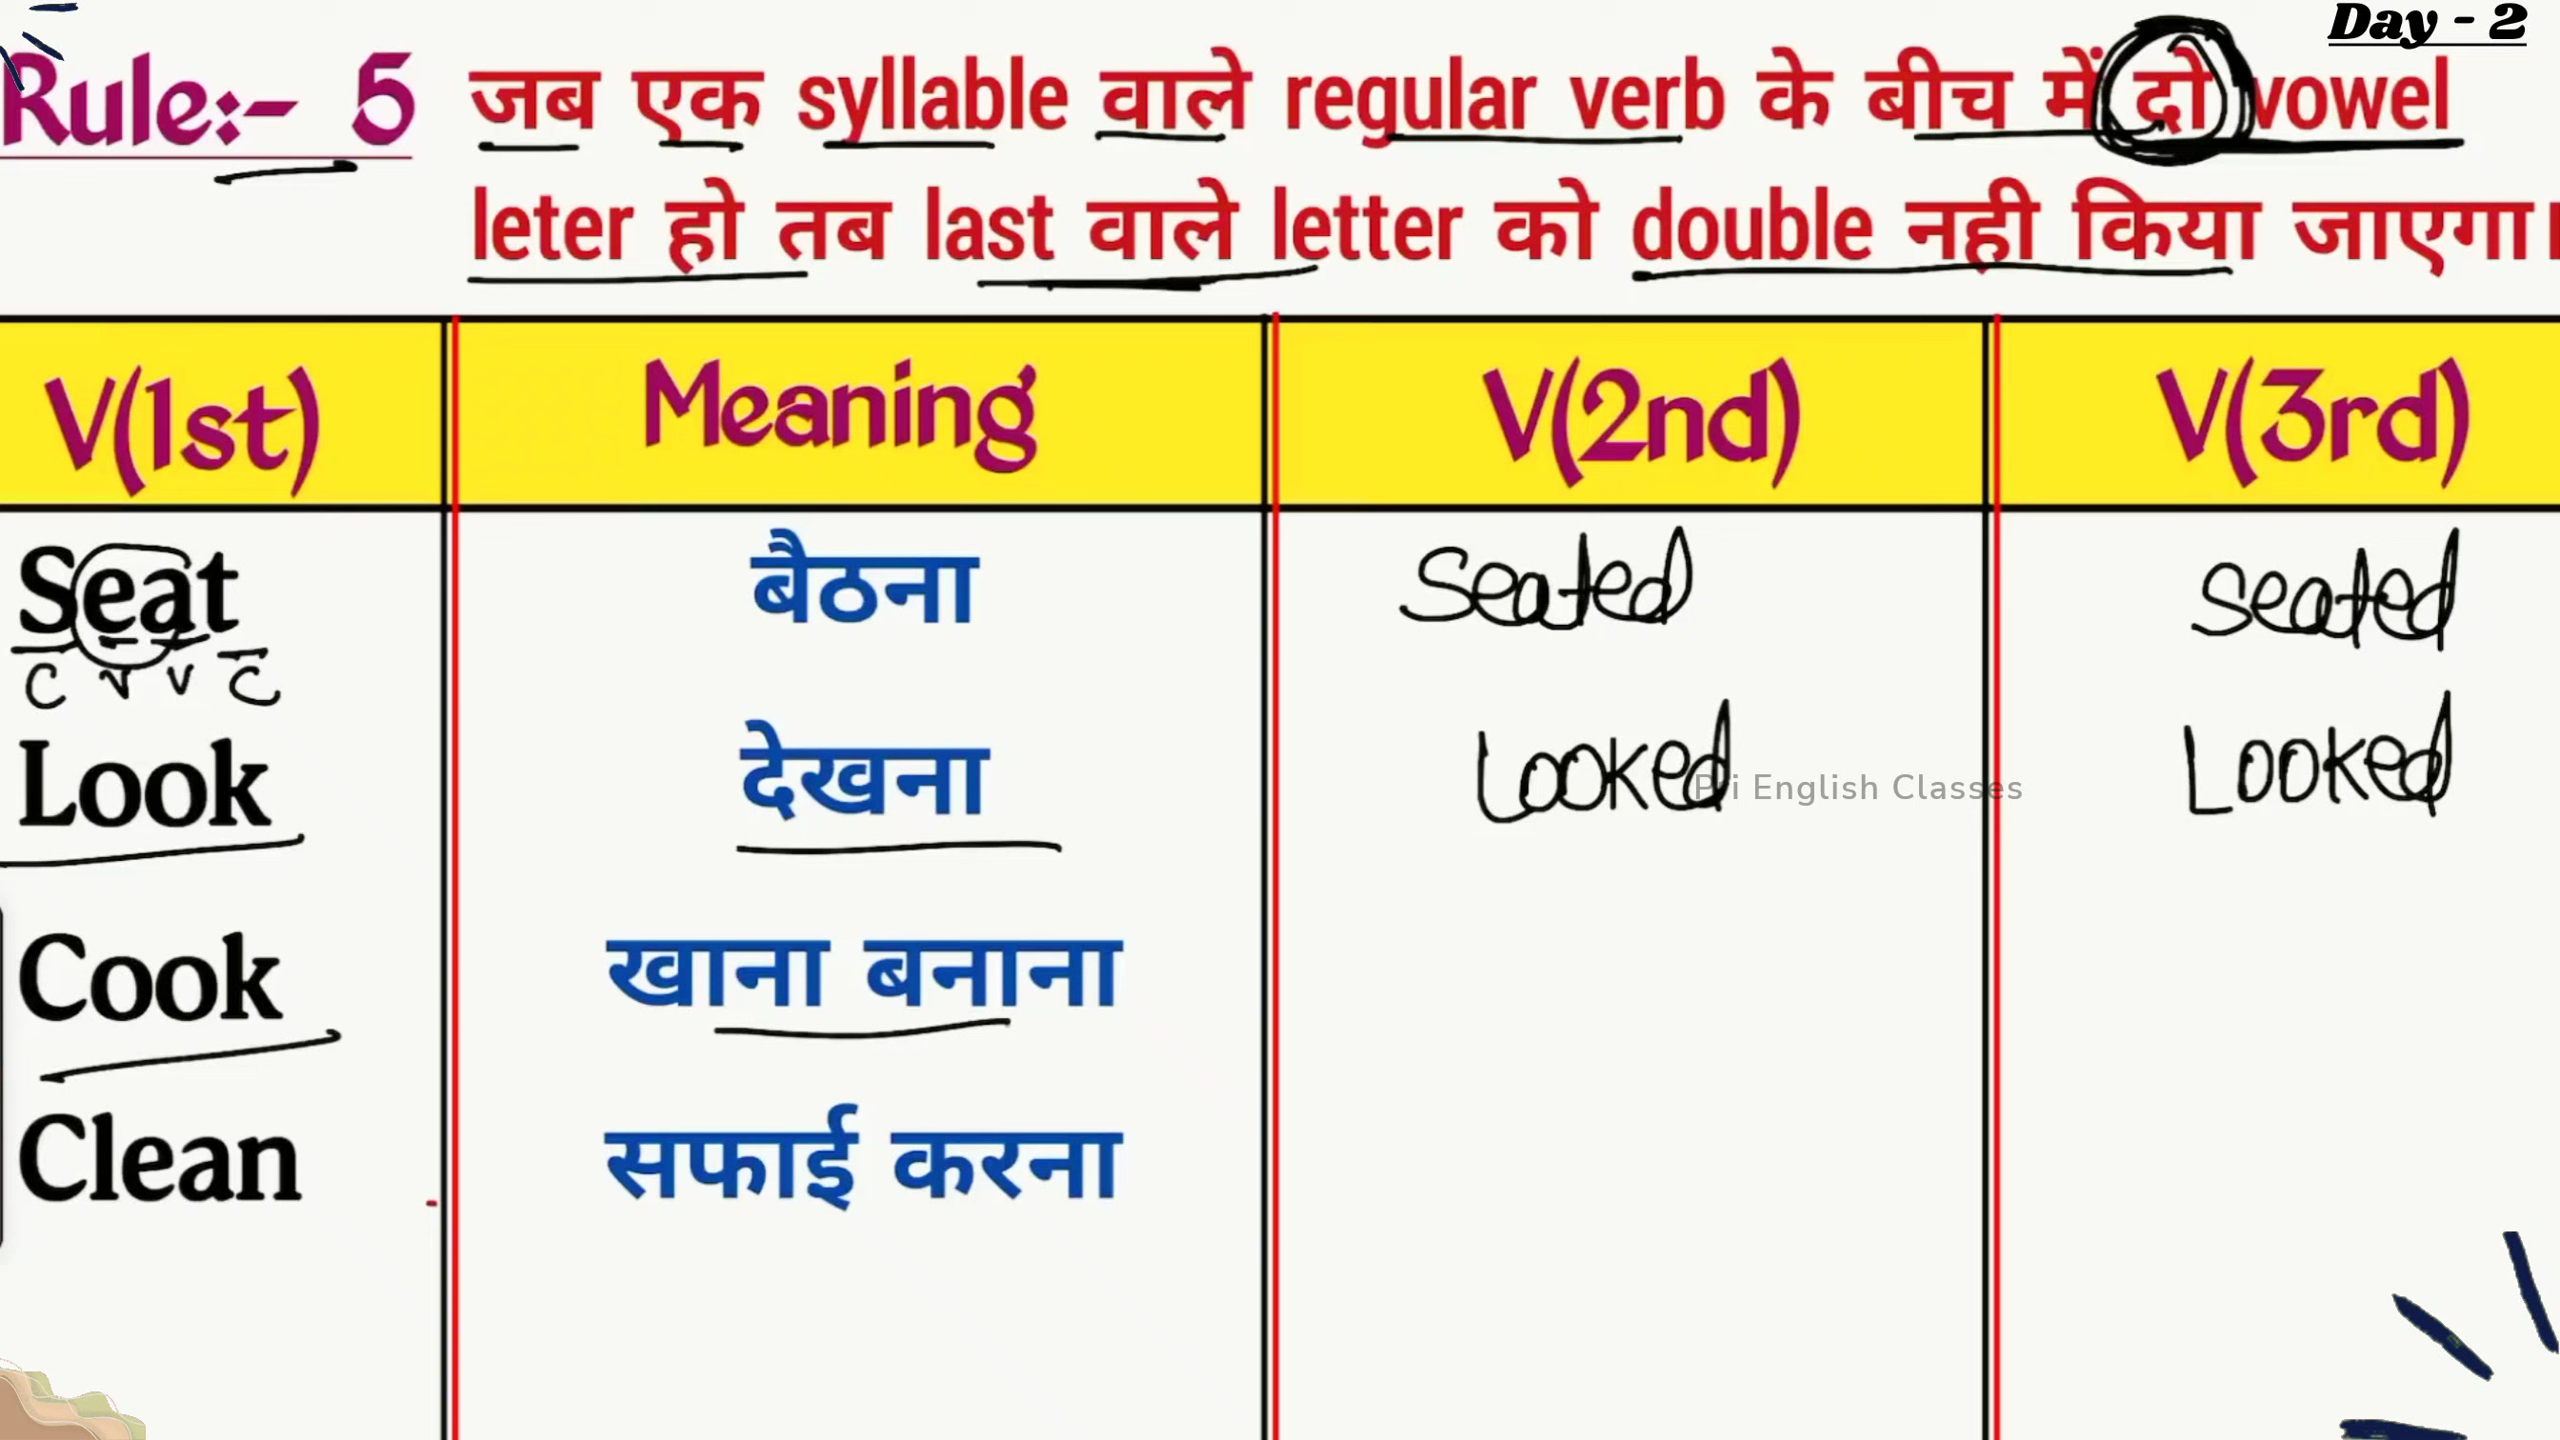 Day - 2
Rule:- 5 जब एक syllable वाले regular verb के बीच में दो vowel
leter हो तब last वाले letter को double नही किया जाएगा।
V(1st) Meaning V(2nd) V(3rd)
Seat बैठना Seated Seated
C V V C
Look देखना Looked Looked
Pri English Classes
Cook खाना बनाना
Clean सफाई करना